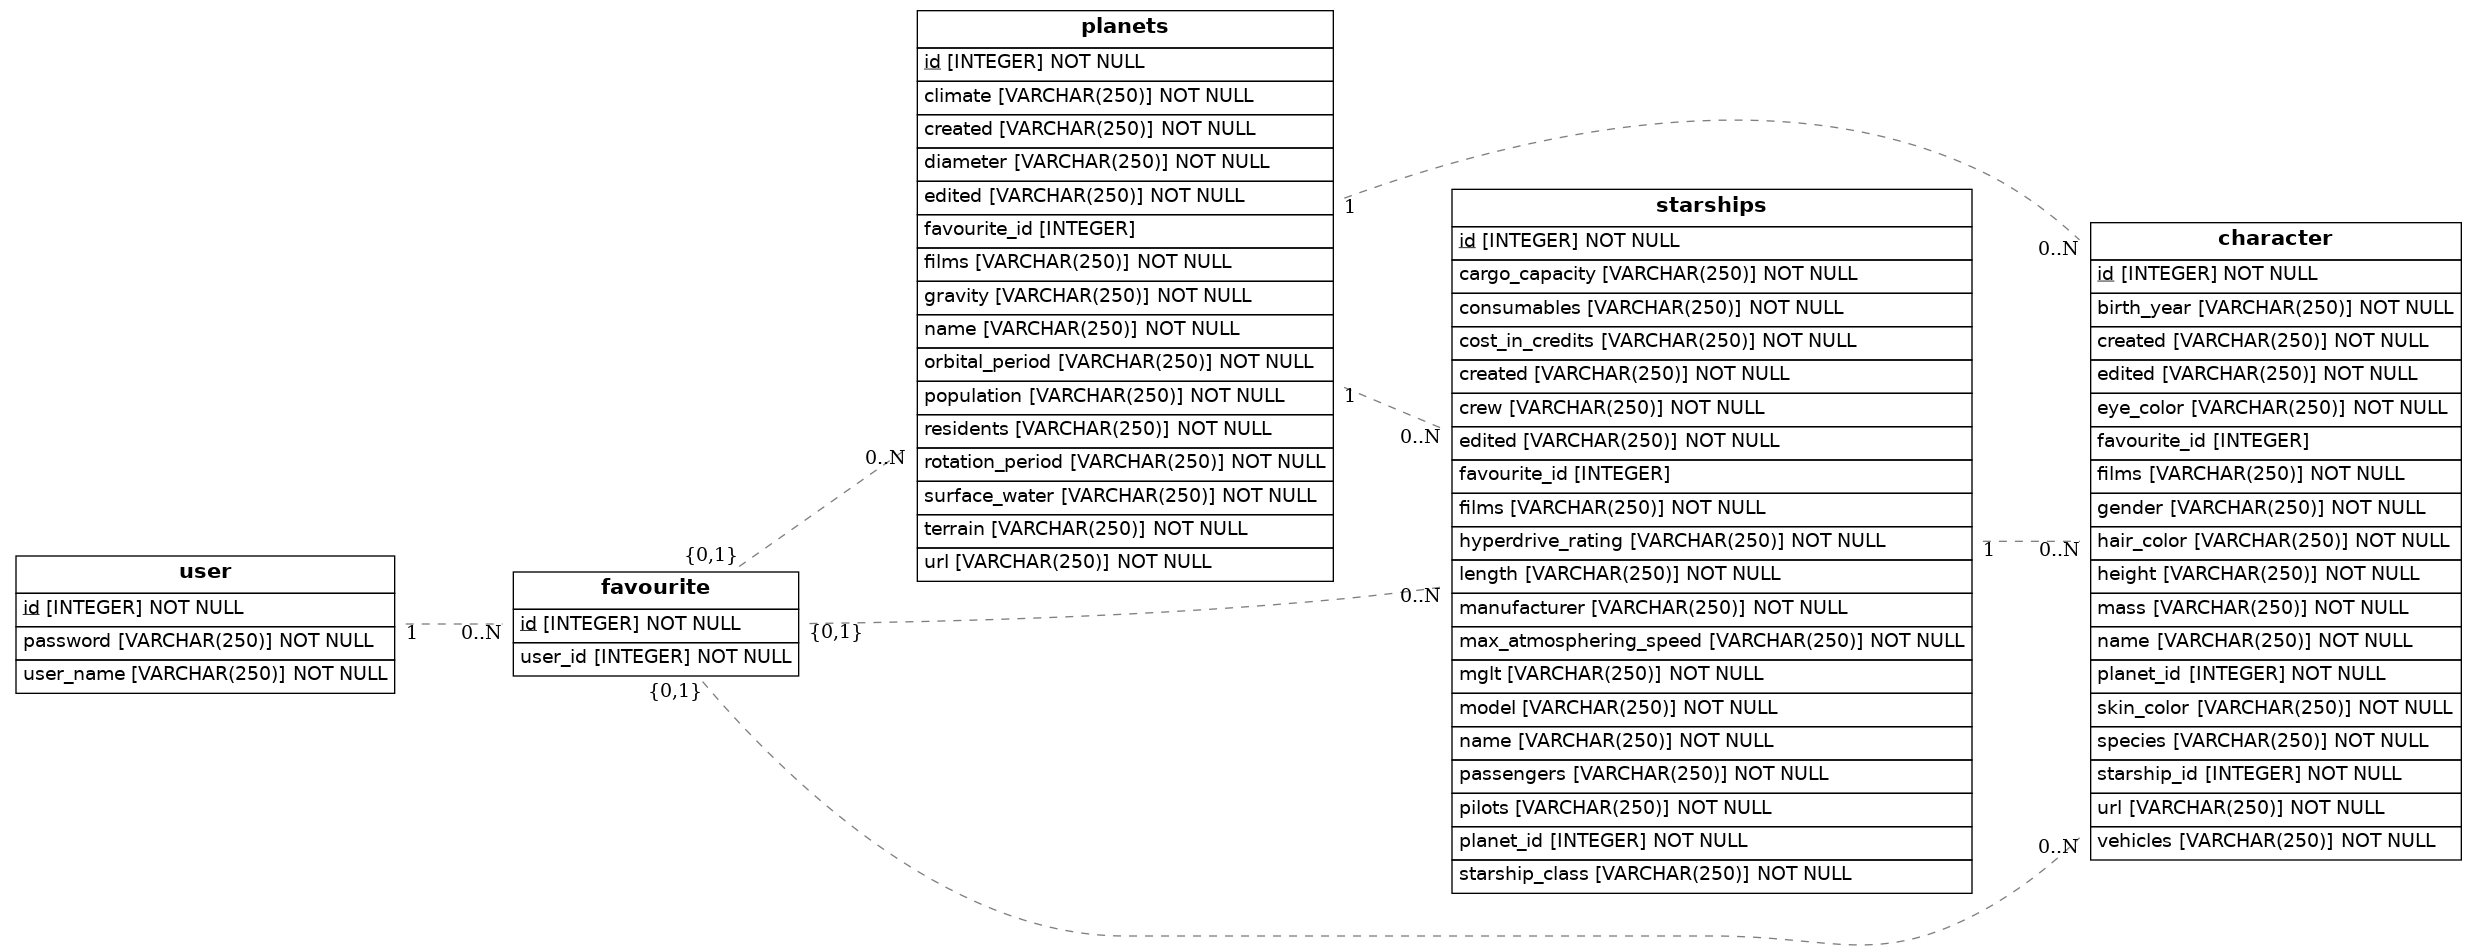 planets
id [INTEGER] NOT NULL
climate [VARCHAR(250)] NOT NULL
created [VARCHAR(250)] NOT NULL
diameter [VARCHAR(250)] NOT NULL
edited [VARCHAR(250)] NOT NULL
favourite_id [INTEGER]
films [VARCHAR(250)] NOT NULL
gravity [VARCHAR(250)] NOT NULL
name [VARCHAR(250)] NOT NULL
orbital_period [VARCHAR(250)] NOT NULL
population [VARCHAR(250)] NOT NULL
residents [VARCHAR(250)] NOT NULL
rotation_period [VARCHAR(250)] NOT NULL
surface_water [VARCHAR(250)] NOT NULL
terrain [VARCHAR(250)] NOT NULL
url [VARCHAR(250)] NOT NULL
1
0..N
1
0..N
0..N
{0,1}
user
id [INTEGER] NOT NULL
password [VARCHAR(250)] NOT NULL
user_name [VARCHAR(250)] NOT NULL
1
0..N
favourite
id [INTEGER] NOT NULL
user_id [INTEGER] NOT NULL
{0,1}
0..N
{0,1}
0..N
starships
id [INTEGER] NOT NULL
cargo_capacity [VARCHAR(250)] NOT NULL
consumables [VARCHAR(250)] NOT NULL
cost_in_credits [VARCHAR(250)] NOT NULL
created [VARCHAR(250)] NOT NULL
crew [VARCHAR(250)] NOT NULL
edited [VARCHAR(250)] NOT NULL
favourite_id [INTEGER]
films [VARCHAR(250)] NOT NULL
hyperdrive_rating [VARCHAR(250)] NOT NULL
length [VARCHAR(250)] NOT NULL
manufacturer [VARCHAR(250)] NOT NULL
max_atmosphering_speed [VARCHAR(250)] NOT NULL
mglt [VARCHAR(250)] NOT NULL
model [VARCHAR(250)] NOT NULL
name [VARCHAR(250)] NOT NULL
passengers [VARCHAR(250)] NOT NULL
pilots [VARCHAR(250)] NOT NULL
planet_id [INTEGER] NOT NULL
starship_class [VARCHAR(250)] NOT NULL
1
0..N
character
id [INTEGER] NOT NULL
birth_year [VARCHAR(250)] NOT NULL
created [VARCHAR(250)] NOT NULL
edited [VARCHAR(250)] NOT NULL
eye_color [VARCHAR(250)] NOT NULL
favourite_id [INTEGER]
films [VARCHAR(250)] NOT NULL
gender [VARCHAR(250)] NOT NULL
hair_color [VARCHAR(250)] NOT NULL
height [VARCHAR(250)] NOT NULL
mass [VARCHAR(250)] NOT NULL
name [VARCHAR(250)] NOT NULL
planet_id [INTEGER] NOT NULL
skin_color [VARCHAR(250)] NOT NULL
species [VARCHAR(250)] NOT NULL
starship_id [INTEGER] NOT NULL
url [VARCHAR(250)] NOT NULL
vehicles [VARCHAR(250)] NOT NULL